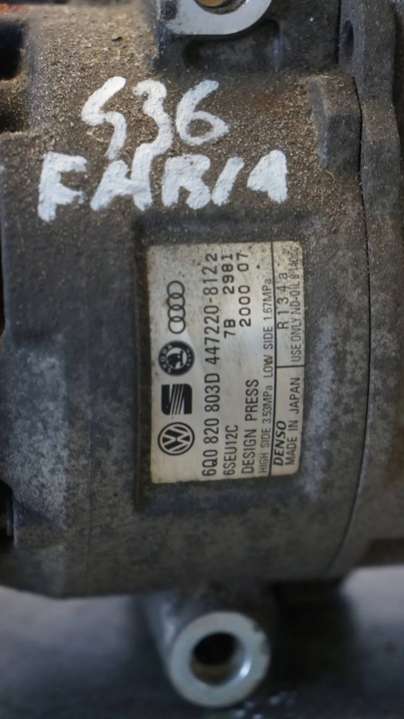 S36
FABIA
6Q0 820 803D 447220-8122
6SEU12C 7B 2981
DESIGN PRESS 2000 07
HIGH SIDE 3.53MPa LOW SIDE 1.67MPa
DENSO R134a
MADE IN JAPAN USE ONLY ND-OIL 8